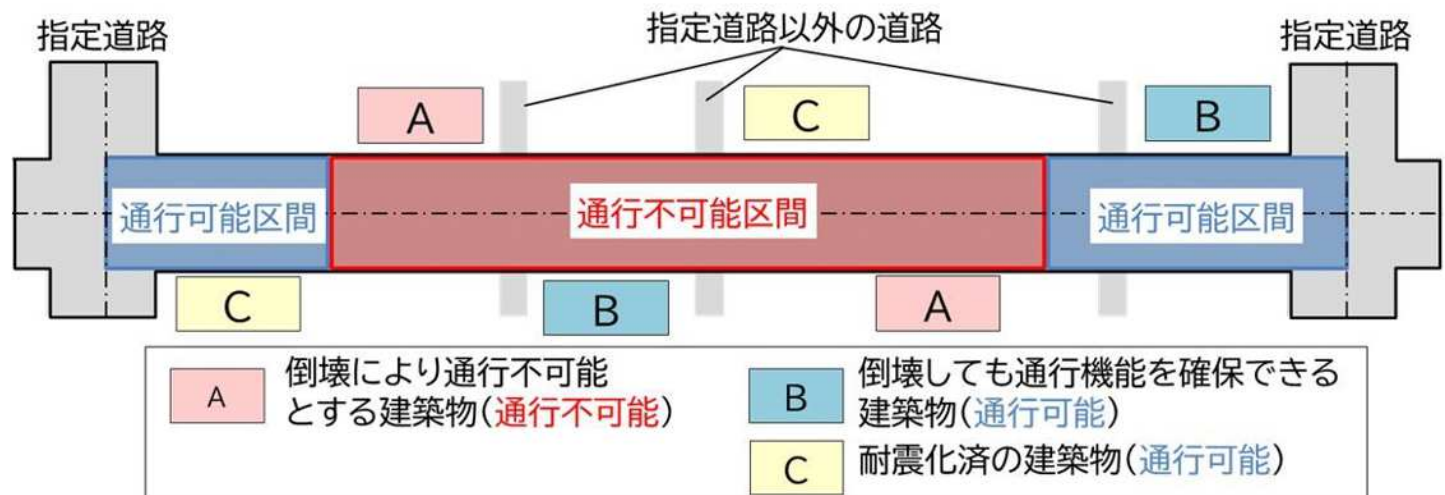 指定道路
指定道路以外の道路
指定道路
A
C
B
通行可能区間
通行不可能区間
通行可能区間
C
B
A
A
倒壊により通行不可能
とする建築物(通行不可能)
B
倒壊しても通行機能を確保できる
建築物(通行可能)
C
耐震化済の建築物(通行可能)